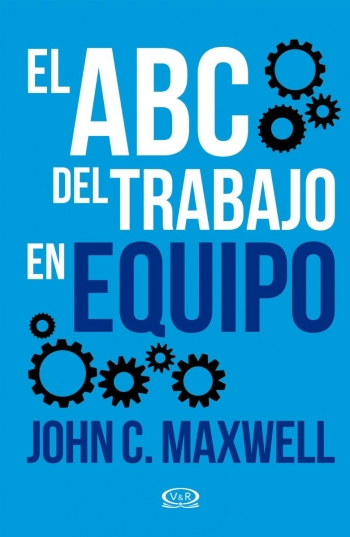 EL ABC
DEL TRABAJO
EN EQUIPO
JOHN C. MAXWELL
V&R